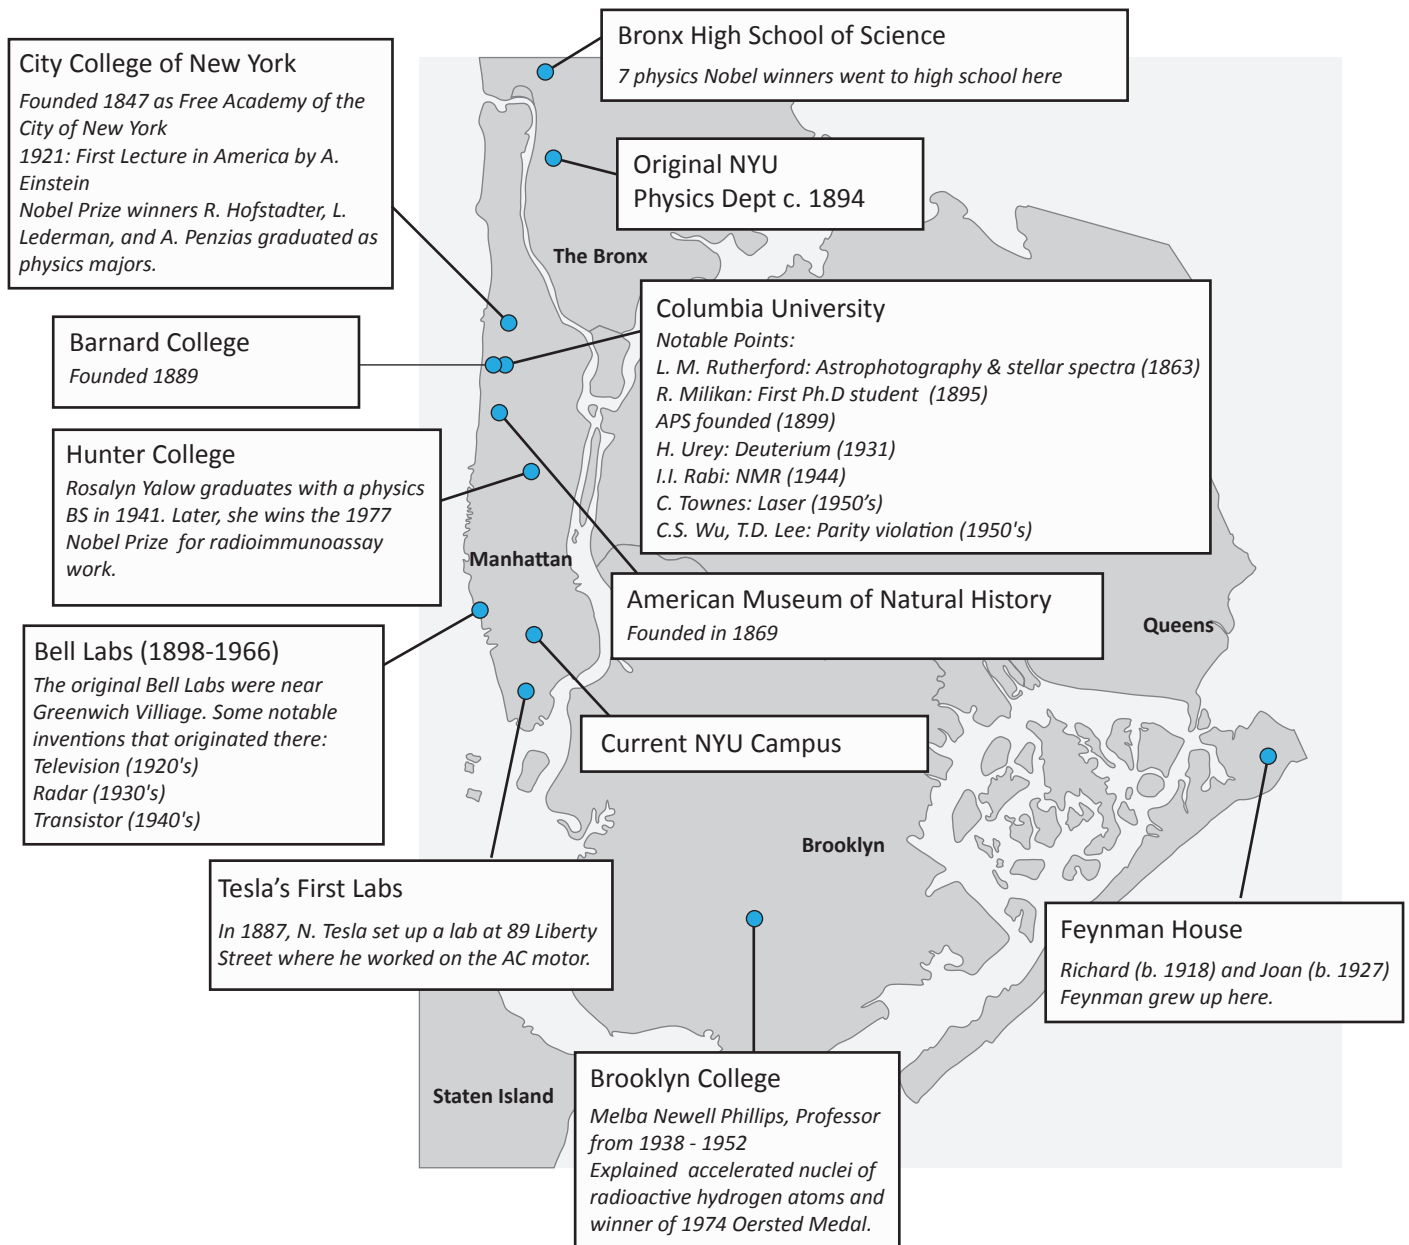 City College of New York
Founded 1847 as Free Academy of the
City of New York
1921: First Lecture in America by A.
Einstein
Nobel Prize winners R. Hofstadter, L.
Lederman, and A. Penzias graduated as
physics majors.
Bronx High School of Science
7 physics Nobel winners went to high school here
Original NYU
Physics Dept c. 1894
The Bronx
Columbia University
Notable Points:
L. M. Rutherford: Astrophotography & stellar spectra (1863)
R. Milikan: First Ph.D student (1895)
APS founded (1899)
H. Urey: Deuterium (1931)
I.I. Rabi: NMR (1944)
C. Townes: Laser (1950’s)
C.S. Wu, T.D. Lee: Parity violation (1950's)
Barnard College
Founded 1889
Hunter College
Rosalyn Yalow graduates with a physics
BS in 1941. Later, she wins the 1977
Nobel Prize for radioimmunoassay
work.
Manhattan
American Museum of Natural History
Founded in 1869
Queens
Bell Labs (1898-1966)
The original Bell Labs were near
Greenwich Villiage. Some notable
inventions that originated there:
Television (1920's)
Radar (1930's)
Transistor (1940's)
Current NYU Campus
Brooklyn
Tesla’s First Labs
In 1887, N. Tesla set up a lab at 89 Liberty
Street where he worked on the AC motor.
Feynman House
Richard (b. 1918) and Joan (b. 1927)
Feynman grew up here.
Staten Island
Brooklyn College
Melba Newell Phillips, Professor
from 1938 - 1952
Explained accelerated nuclei of
radioactive hydrogen atoms and
winner of 1974 Oersted Medal.